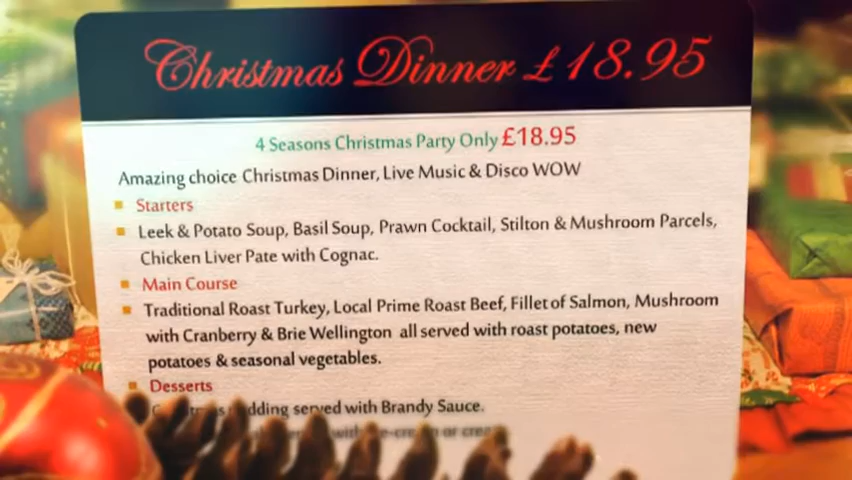 Christmas Dinner £18.95
4 Seasons Christmas Party Only £18.95
Amazing choice Christmas Dinner, Live Music & Disco WOW
Starters
Leek & Potato Soup, Basil Soup, Prawn Cocktail, Stilton & Mushroom Parcels,
Chicken Liver Pate with Cognac.
Main Course
Traditional Roast Turkey, Local Prime Roast Beef, Fillet of Salmon, Mushroom
with Cranberry & Brie Wellington all served with roast potatoes, new
potatoes & seasonal vegetables.
Desserts
served with Brandy Sauce.
with or